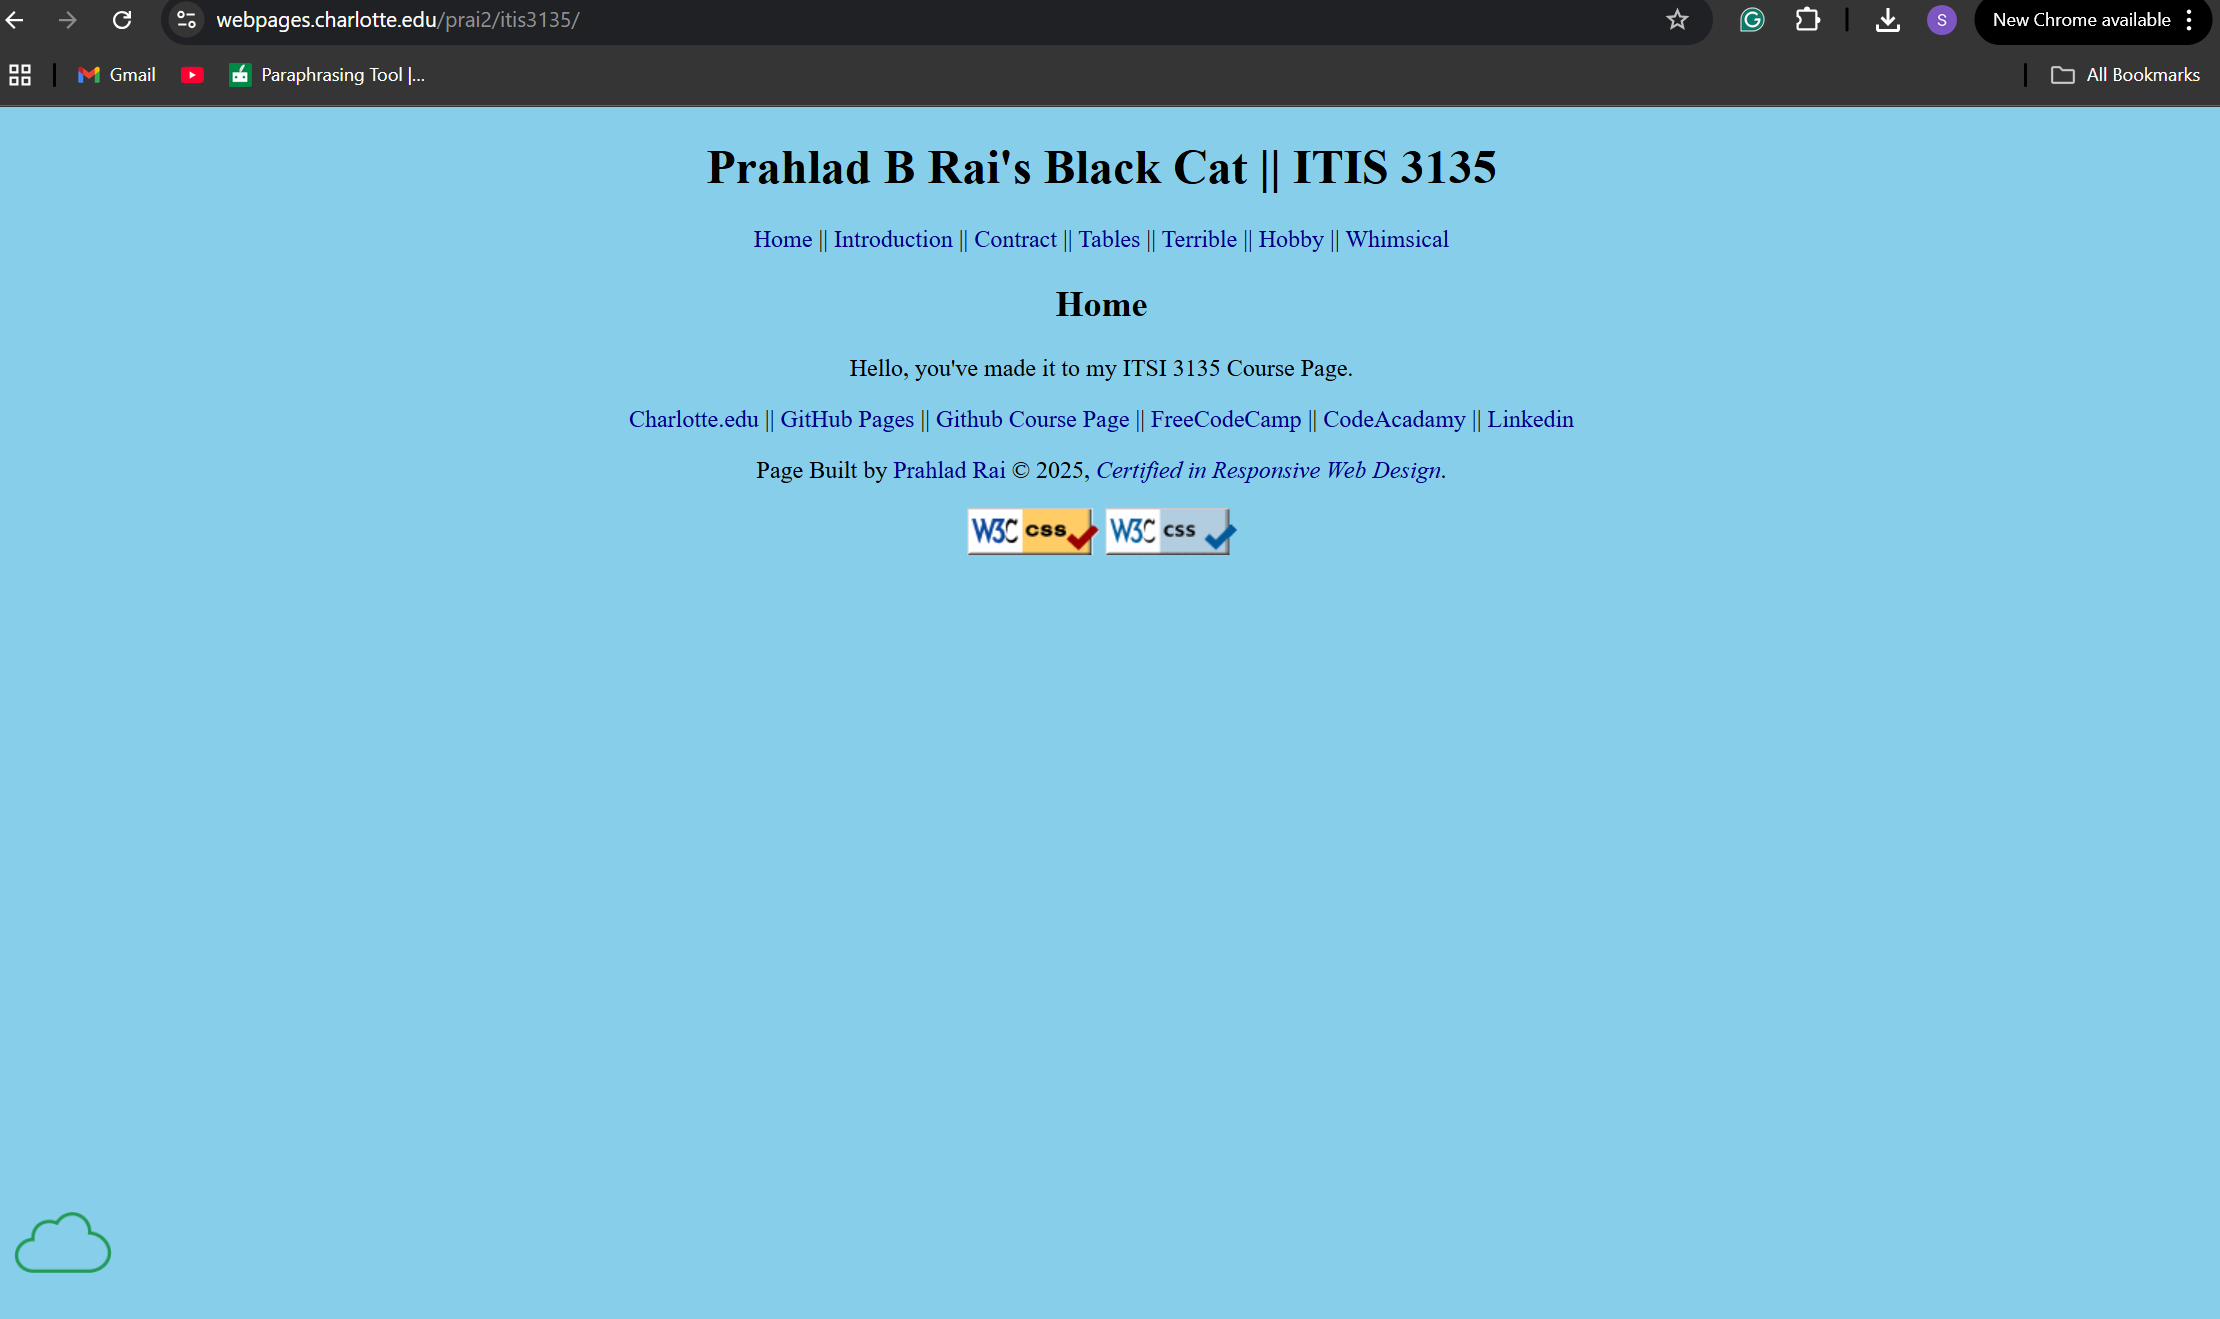 webpages.charlotte.edu/prai2/itis3135/
S
New Chrome available
Gmail
Paraphrasing Tool |...
All Bookmarks
Prahlad B Rai's Black Cat || ITIS 3135
Home || Introduction || Contract || Tables || Terrible || Hobby || Whimsical
Home
Hello, you've made it to my ITSI 3135 Course Page.
Charlotte.edu || GitHub Pages || Github Course Page || FreeCodeCamp || CodeAcadamy || Linkedin
Page Built by Prahlad Rai © 2025, Certified in Responsive Web Design.
W3C css W3C css